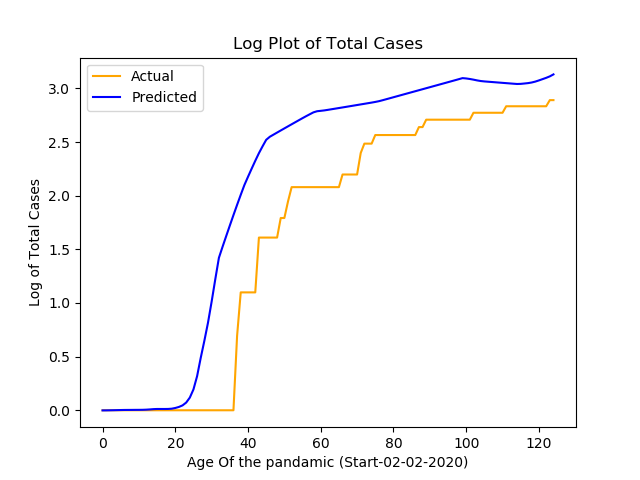 Log Plot of Total Cases
Actual
Predicted
Log of Total Cases
3.0
2.5
2.0
1.5
1.0
0.5
0.0
0 20 40 60 80 100 120
Age Of the pandamic (Start-02-02-2020)